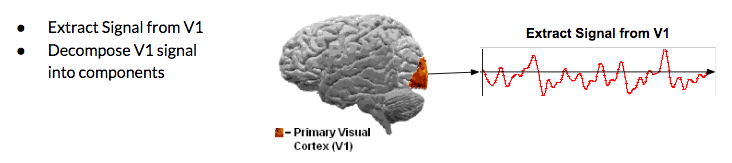 ● Extract Signal from V1
● Decompose V1 signal
into components
Extract Signal from V1
- Primary Visual
Cortex (V1)